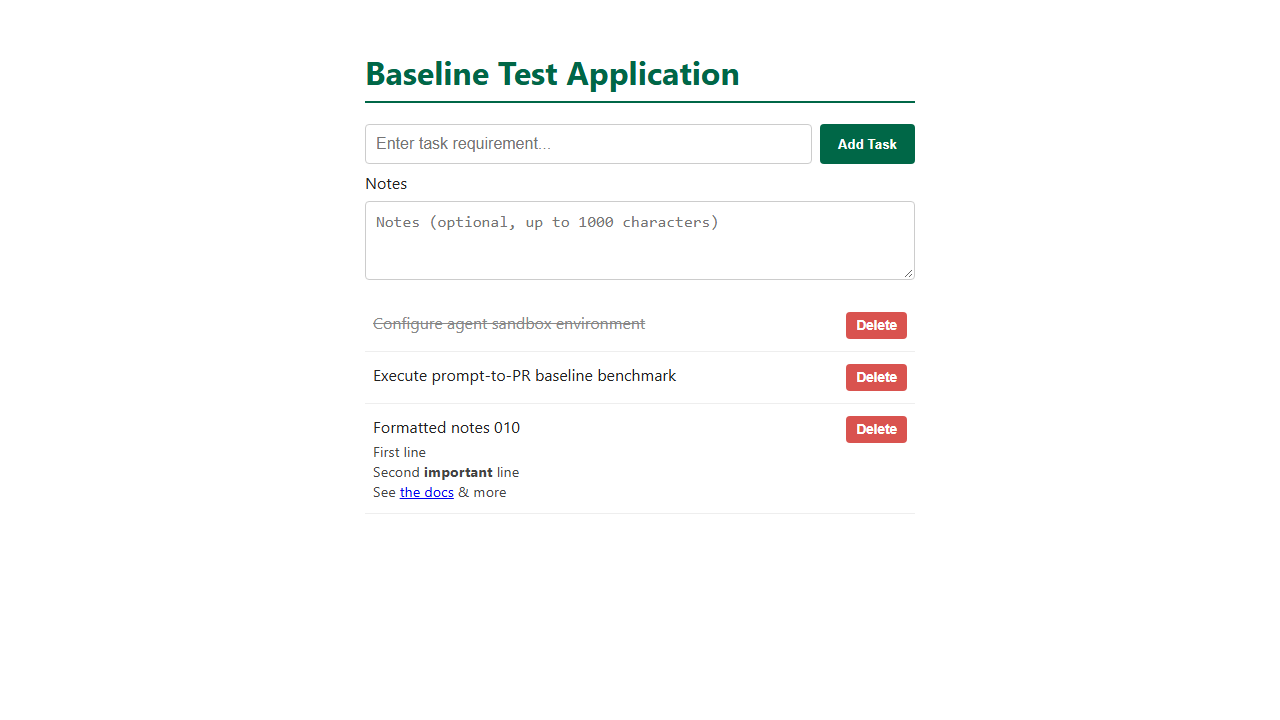 Baseline Test Application
Enter task requirement...
Add Task
Notes
Notes (optional, up to 1000 characters)
Configure agent sandbox environment
Delete
Execute prompt-to-PR baseline benchmark
Delete
Formatted notes 010
Delete
First line
Second important line
See the docs & more